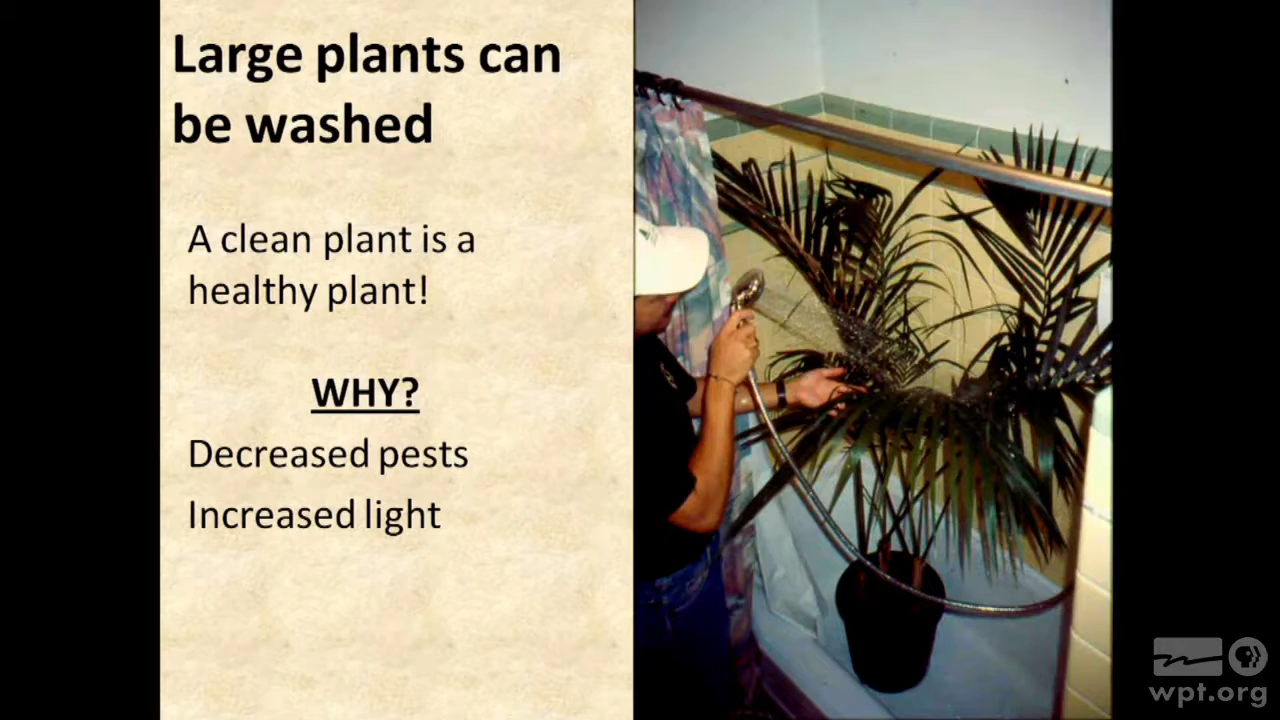 Large plants can
be washed
A clean plant is a
healthy plant!
WHY?
Decreased pests
Increased light
wpt.org